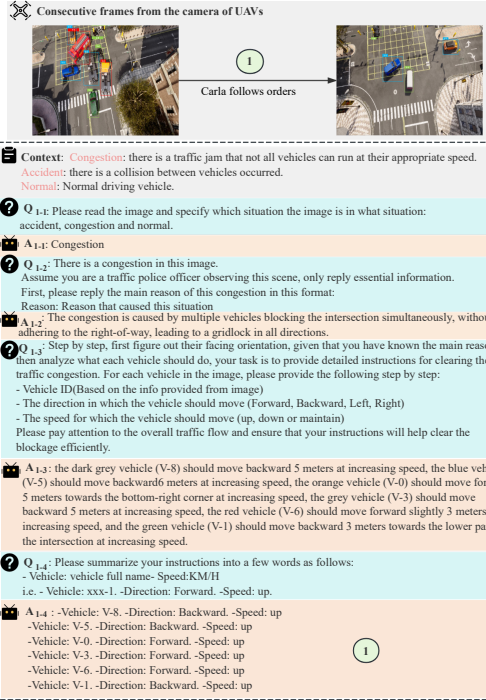 Consecutive frames from the camera of UAVs
1
Carla follows orders
Context: Congestion: there is a traffic jam that not all vehicles can run at their appropriate speed.
Accident: there is a collision between vehicles occurred.
Normal: Normal driving vehicle.
Q 1-1: Please read the image and specify which situation the image is in what situation:
accident, congestion and normal.
A 1-1: Congestion
Q 1-2: There is a congestion in this image.
Assume you are a traffic police officer observing this scene, only reply essential information.
First, please reply the main reason of this congestion in this format:
Reason: Reason that caused this situation
A 1-2: The congestion is caused by multiple vehicles blocking the intersection simultaneously, withou
adhering to the right-of-way, leading to a gridlock in all directions.
Q 1-3: Step by step, first figure out their facing orientation, given that you have known the main reas
then analyze what each vehicle should do, your task is to provide detailed instructions for clearing the
traffic congestion. For each vehicle in the image, please provide the following step by step:
- Vehicle ID(Based on the info provided from image)
- The direction in which the vehicle should move (Forward, Backward, Left, Right)
- The speed for which the vehicle should move (up, down or maintain)
Please pay attention to the overall traffic flow and ensure that your instructions will help clear the
blockage efficiently.
A 1-3: the dark grey vehicle (V-8) should move backward 5 meters at increasing speed, the blue veh
(V-5) should move backward6 meters at increasing speed, the orange vehicle (V-0) should move for
5 meters towards the bottom-right corner at increasing speed, the grey vehicle (V-3) should move
backward 5 meters at increasing speed, the red vehicle (V-6) should move forward slightly 3 meters
increasing speed, and the green vehicle (V-1) should move backward 3 meters towards the lower pa
the intersection at increasing speed.
Q 1-4: Please summarize your instructions into a few words as follows:
- Vehicle: vehicle full name- Speed:KM/H
i.e. - Vehicle: xxx-1. -Direction: Forward. -Speed: up.
A 1-4: -Vehicle: V-8. -Direction: Backward. -Speed: up
-Vehicle: V-5. -Direction: Backward. -Speed: up
-Vehicle: V-0. -Direction: Forward. -Speed: up
-Vehicle: V-3. -Direction: Forward. -Speed: up
-Vehicle: V-6. -Direction: Forward. -Speed: up
-Vehicle: V-1. -Direction: Backward. -Speed: up
1